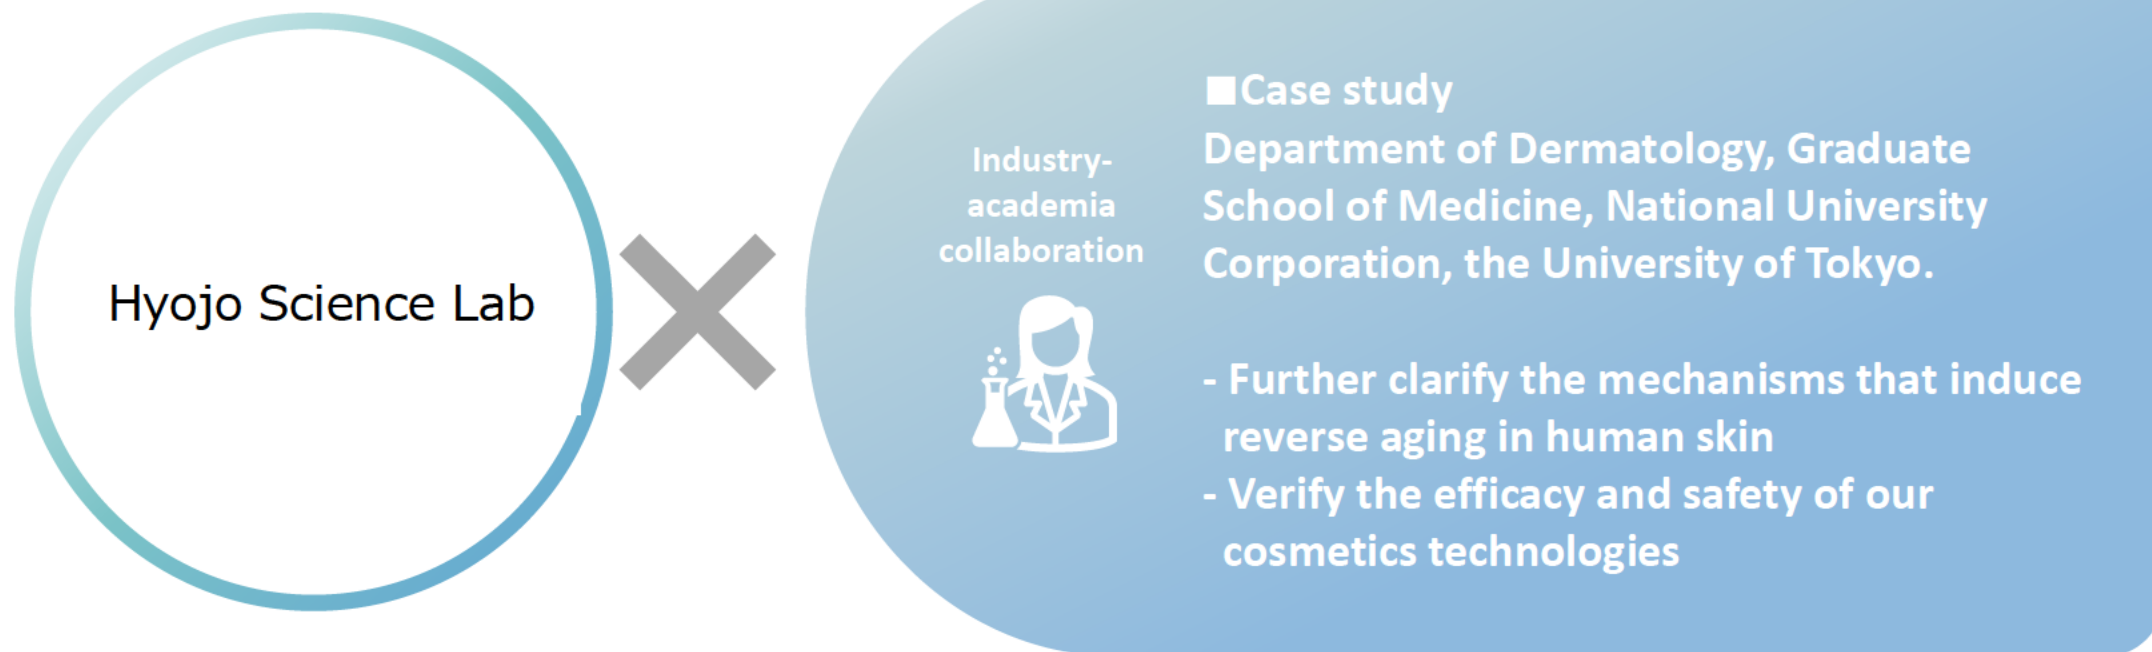 Hyojo Science Lab
Industry-
academia
collaboration
■Case study
Department of Dermatology, Graduate
School of Medicine, National University
Corporation, the University of Tokyo.
- Further clarify the mechanisms that induce
reverse aging in human skin
- Verify the efficacy and safety of our
cosmetics technologies